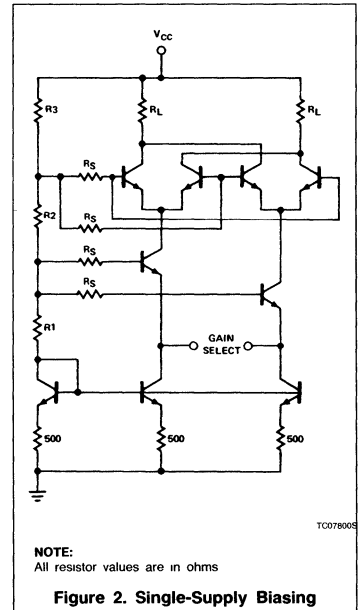 VCC
R3
RL
RL
RS
R2
RS
RS
RS
R1
GAIN
SELECT
500
500
500
TC07800S
NOTE:
All resistor values are in ohms
Figure 2. Single-Supply Biasing